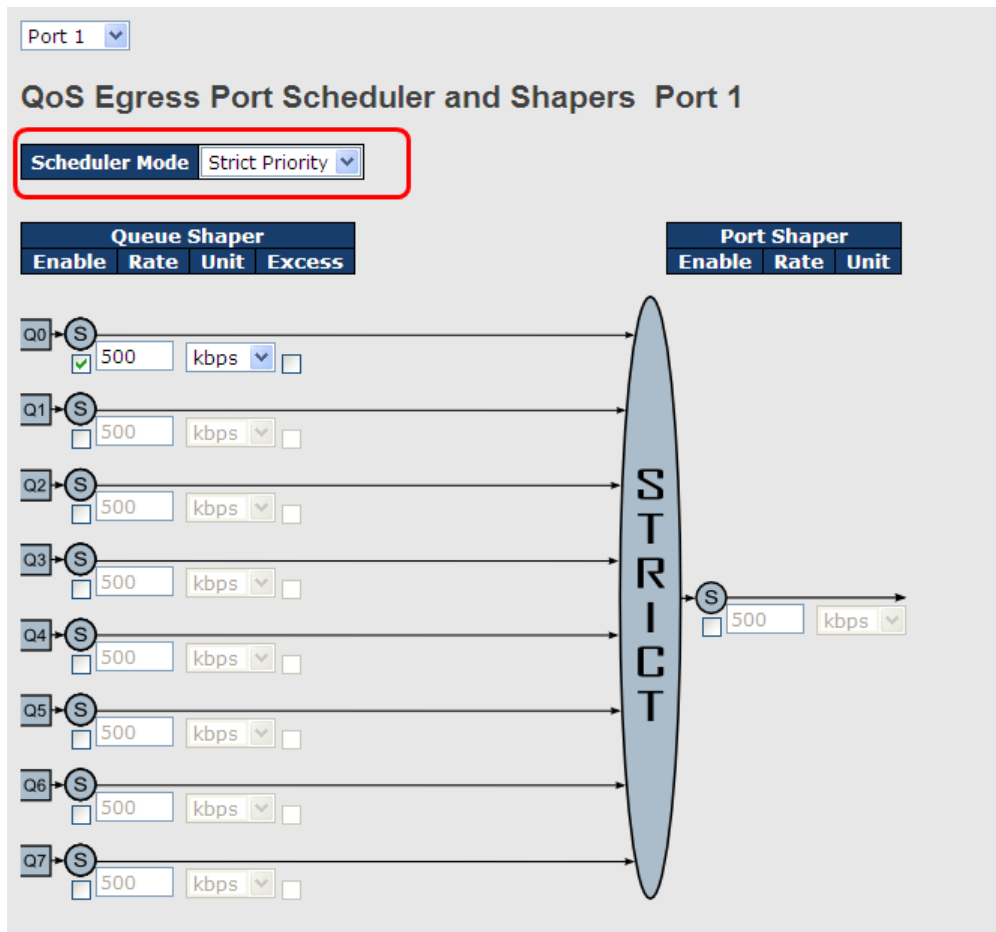 Port 1
QoS Egress Port Scheduler and Shapers Port 1
Scheduler Mode Strict Priority
Queue Shaper
Enable Rate Unit Excess
Port Shaper
Enable Rate Unit
Q0 S
500 kbps
Q1 S
500 kbps
Q2 S
500 kbps
Q3 S
500 kbps
Q4 S
500 kbps
Q5 S
500 kbps
Q6 S
500 kbps
Q7 S
500 kbps
STRICT
S
500 kbps